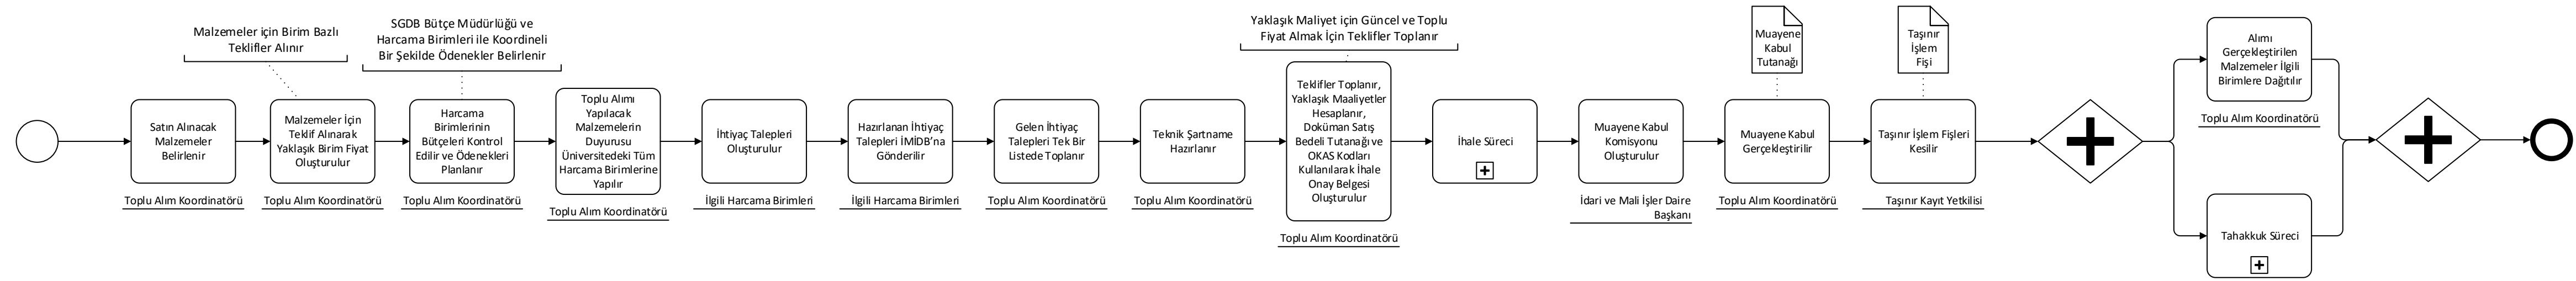 Malzemeler için Birim Bazlı
Teklifler Alınır
SGDB Bütçe Müdürlüğü ve
Harcama Birimleri ile Koordineli
Bir Şekilde Ödenekler Belirlenir
Yaklaşık Maliyet için Güncel ve Toplu
Fiyat Almak İçin Teklifler Toplanır
Muayene
Kabul
Tutanağı
Taşınır
İşlem
Fişi
Satın Alınacak
Malzemeler
Belirlenir
Toplu Alım Koordinatörü
Malzemeler İçin
Teklif Alınarak
Yaklaşık Birim Fiyat
Oluşturulur
Toplu Alım Koordinatörü
Harcama
Birimlerinin
Bütçeleri Kontrol
Edilir ve Ödenekleri
Planlanır
Toplu Alım Koordinatörü
Toplu Alımı
Yapılacak
Malzemelerin
Duyurusu
Üniversitedeki Tüm
Harcama Birimlerine
Yapılır
Toplu Alım Koordinatörü
İhtiyaç Talepleri
Oluşturulur
İlgili Harcama Birimleri
Hazırlanan İhtiyaç
Talepleri İMİDB’na
Gönderilir
İlgili Harcama Birimleri
Gelen İhtiyaç
Talepleri Tek Bir
Listede Toplanır
Toplu Alım Koordinatörü
Teknik Şartname
Hazırlanır
Toplu Alım Koordinatörü
Teklifler Toplanır,
Yaklaşık Maaliyetler
Hesaplanır,
Doküman Satış
Bedeli Tutanağı ve
OKAS Kodları
Kullanılarak İhale
Onay Belgesi
Oluşturulur
Toplu Alım Koordinatörü
İhale Süreci
Muayene Kabul
Komisyonu
Oluşturulur
İdari ve Mali İşler Daire
Başkanı
Muayene Kabul
Gerçekleştirilir
Toplu Alım Koordinatörü
Taşınır İşlem Fişleri
Kesilir
Taşınır Kayıt Yetkilisi
Alımı
Gerçekleştirilen
Malzemeler İlgili
Birimlere Dağıtılır
Toplu Alım Koordinatörü
Tahakkuk Süreci